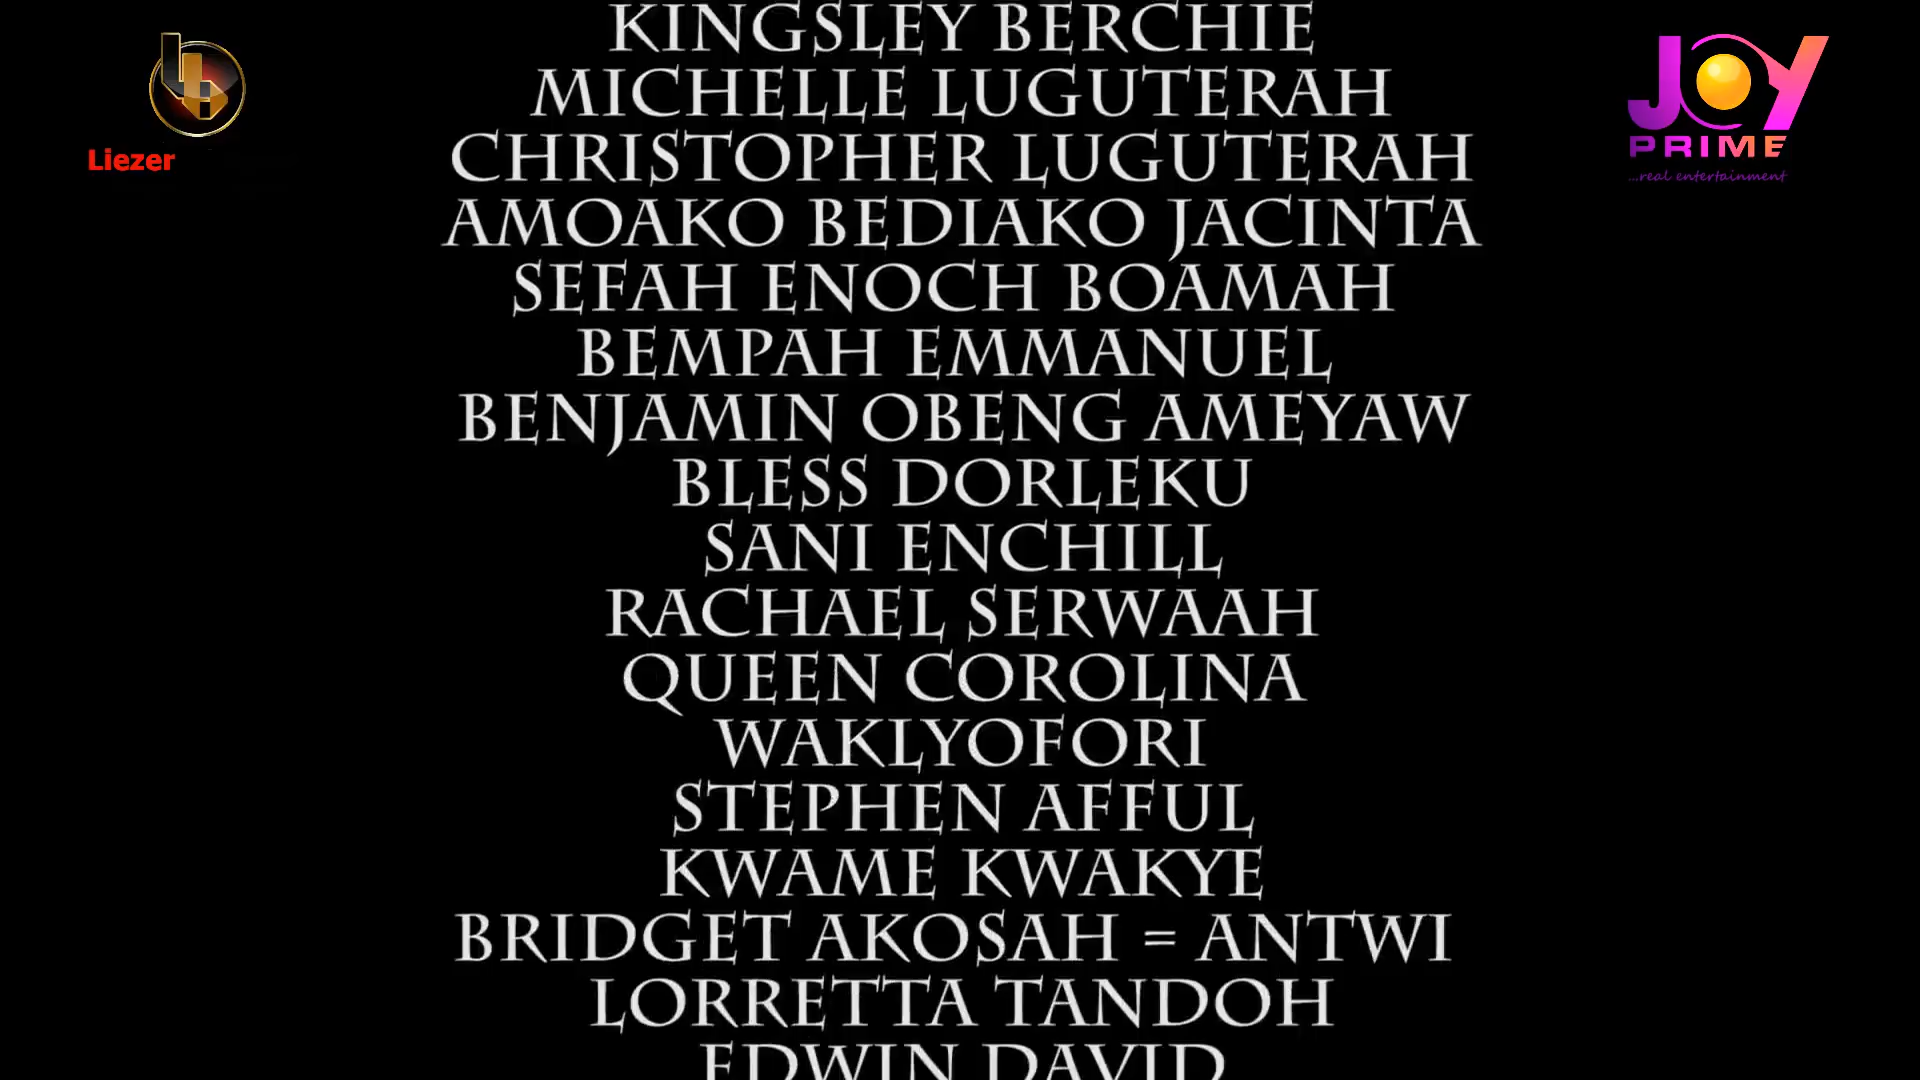 KINGSLEY BERCHIE
MICHELLE LUGUTERAH
CHRISTOPHER LUGUTERAH
AMOAKO BEDIAKO JACINTA
SEFAH ENOCH BOAMAH
BEMPAH EMMANUEL
BENJAMIN OBENG AMEYAW
BLESS DORLEKU
SANI ENCHILL
RACHAEL SERWAAH
QUEEN COROLINA
WAKLYOFORI
STEPHEN AFFUL
KWAME KWAKYE
BRIDGET AKOSAH = ANTWI
LORRETTA TANDOH
EDWIN DAVID
Liezer
JOY
PRIME
...real entertainment